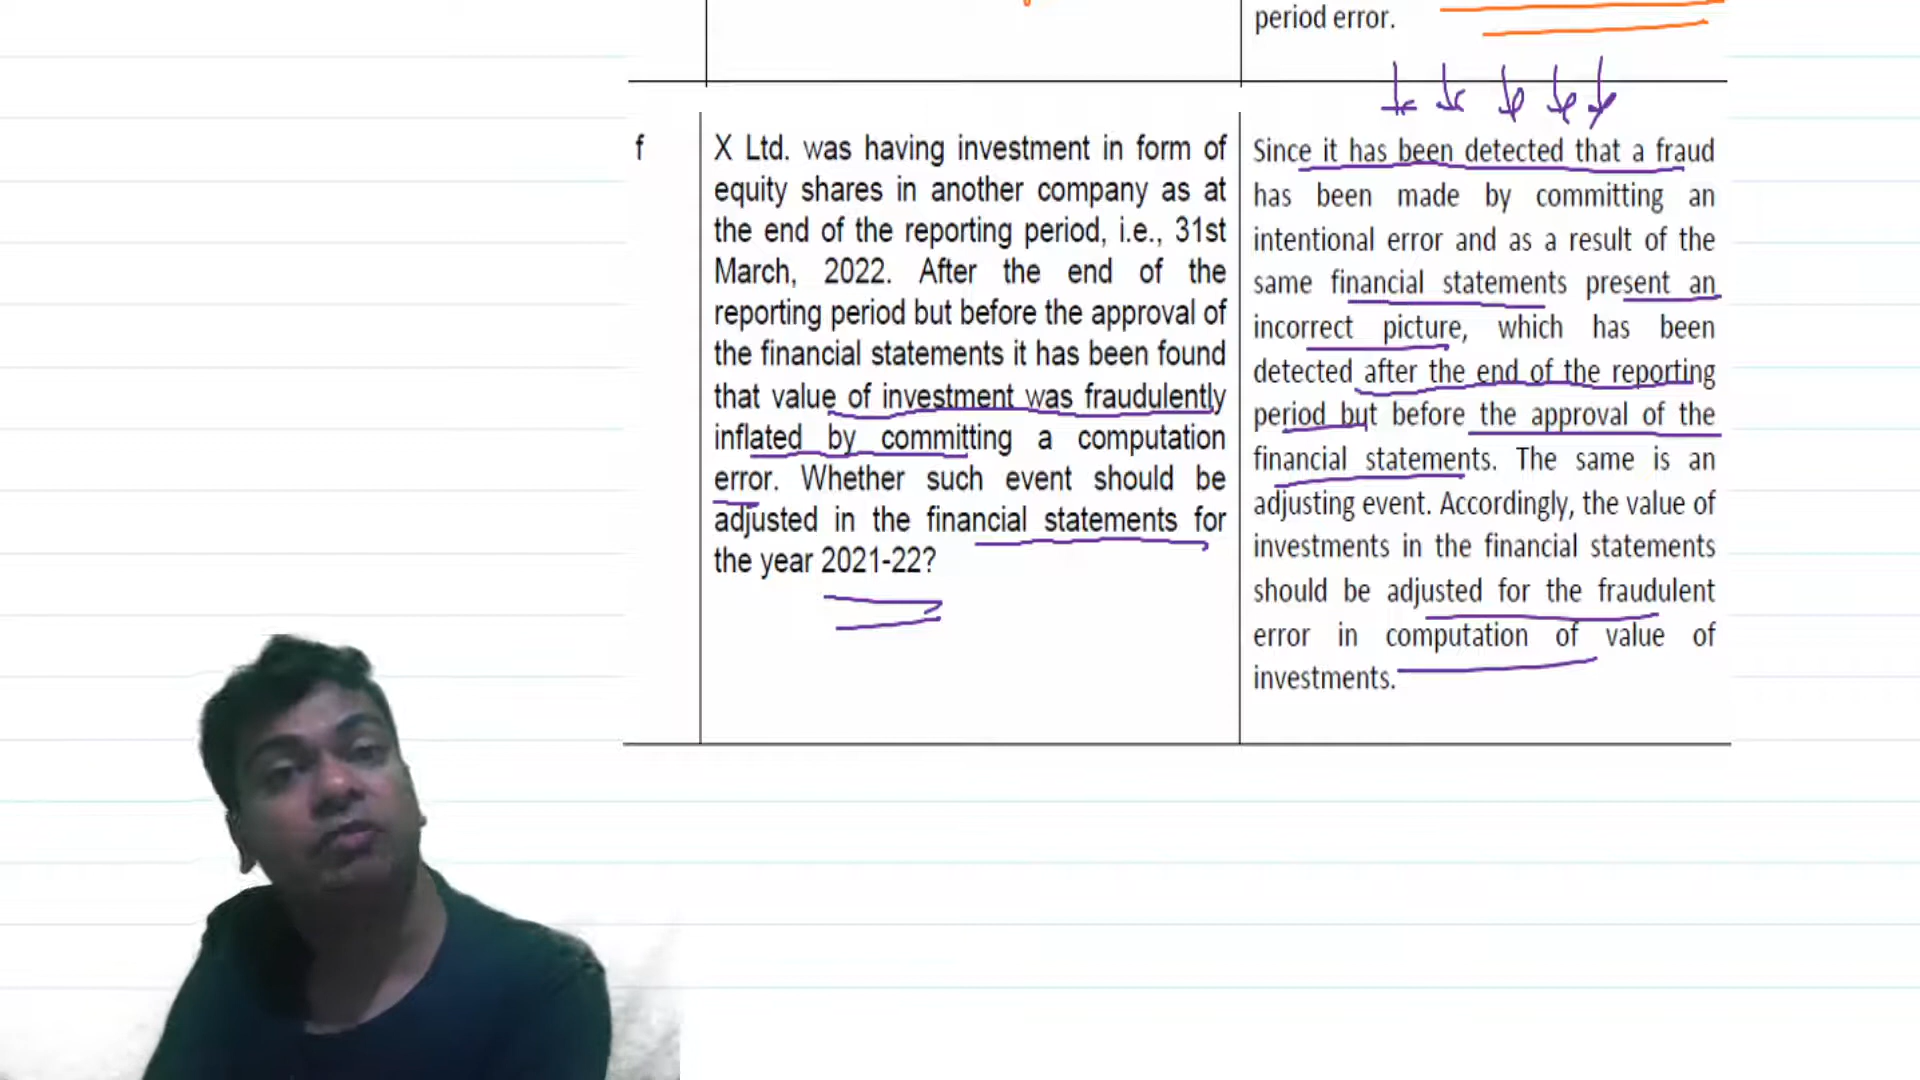 period error.
f
X Ltd. was having investment in form of
equity shares in another company as at
the end of the reporting period, i.e., 31st
March, 2022. After the end of the
reporting period but before the approval of
the financial statements it has been found
that value of investment was fraudulently
inflated by committing a computation
error. Whether such event should be
adjusted in the financial statements for
the year 2021-22?
Since it has been detected that a fraud
has been made by committing an
intentional error and as a result of the
same financial statements present an
incorrect picture, which has been
detected after the end of the reporting
period but before the approval of the
financial statements. The same is an
adjusting event. Accordingly, the value of
investments in the financial statements
should be adjusted for the fraudulent
error in computation of value of
investments.